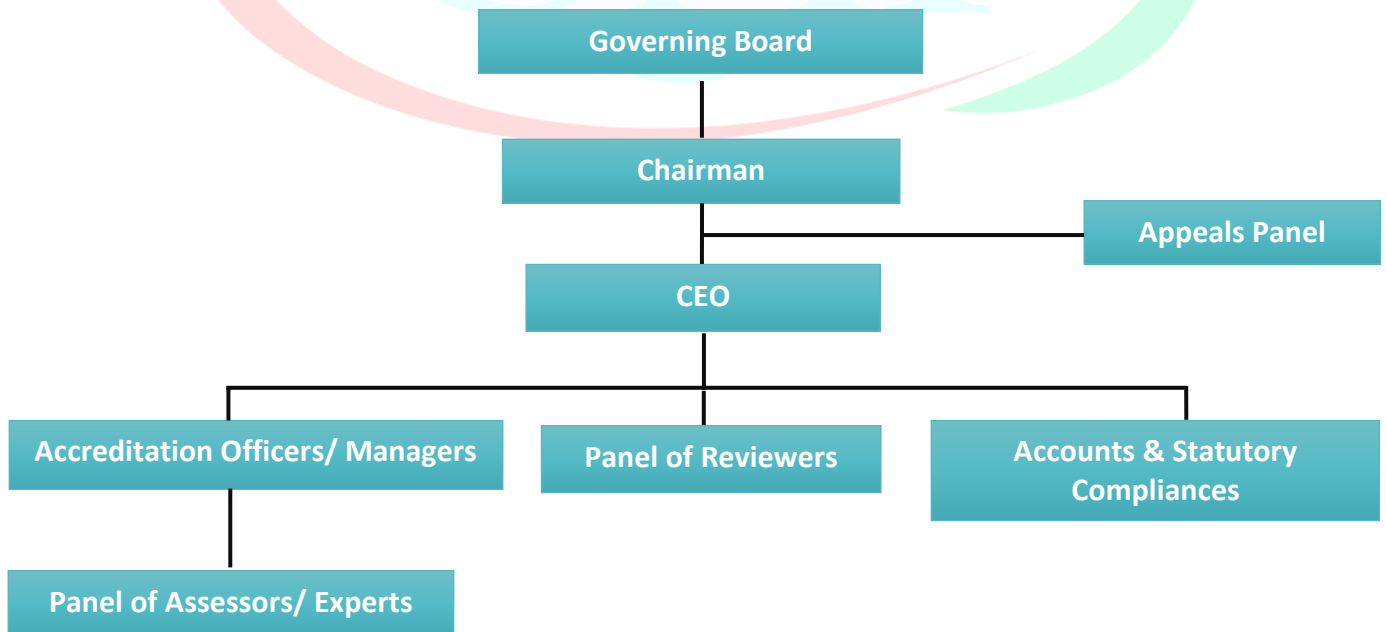 Governing Board
Chairman
Appeals Panel
CEO
Accreditation Officers/ Managers
Panel of Reviewers
Accounts & Statutory
Compliances
Panel of Assessors/ Experts